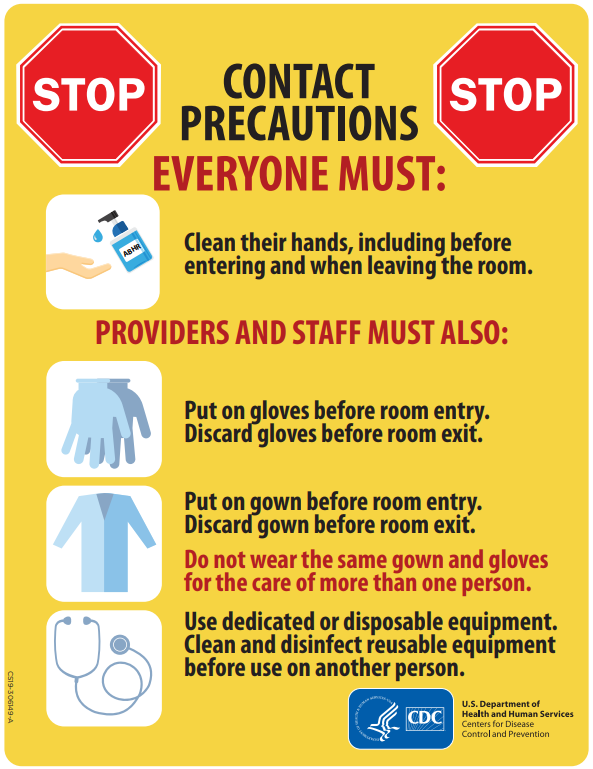 STOP
STOP
CONTACT
PRECAUTIONS
EVERYONE MUST:
ABHR
Clean their hands, including before
entering and when leaving the room.
PROVIDERS AND STAFF MUST ALSO:
Put on gloves before room entry.
Discard gloves before room exit.
Put on gown before room entry.
Discard gown before room exit.
Do not wear the same gown and gloves
for the care of more than one person.
Use dedicated or disposable equipment.
Clean and disinfect reusable equipment
before use on another person.
CDC
U.S. Department of
Health and Human Services
Centers for Disease
Control and Prevention